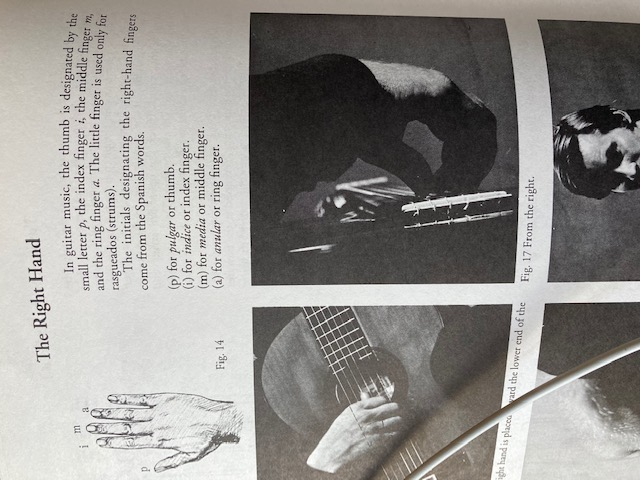 The Right Hand
In guitar music, the thumb is designated by the
small letter p, the index finger i, the middle finger m,
and the ring finger a. The little finger is used only for
rasgueados (strums).
The initials designating the right-hand fingers
come from the Spanish words.
(p) for pulgar or thumb.
(i) for indice or index finger.
(m) for media or middle finger.
(a) for anular or ring finger.
m
i
a
p
Fig. 14
ight hand is placed ward the lower end of the
Fig. 17 From the right.